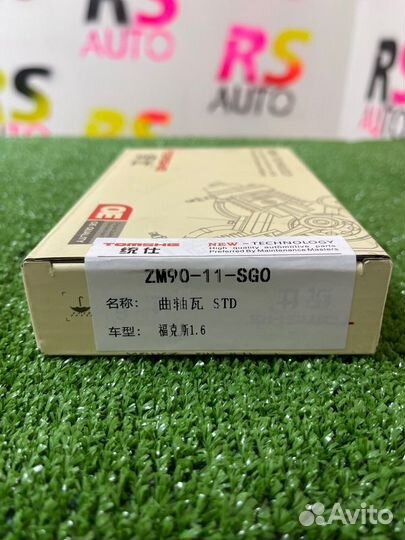 RS
AUTO
RS
AUTO
RS
AUTO
TOMSHE
统仕
NEW-TECHNOLOGY
High quality automotive parts
Preferred By Maintenance Masters
ZM90-11-SG0
名称: 曲轴瓦 STD
车型: 福克斯1.6
Avito